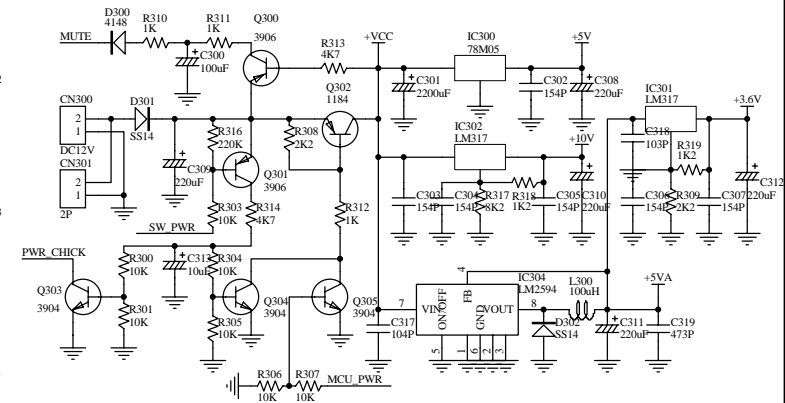 D300
4148
R310
1K
R311
1K
Q300
3906
MUTE
C300
100uF
R313
4K7
+VCC
IC300
78M05
+5V
C301
2200uF
C302
154P
C308
220uF
IC301
LM317
+3.6V
CN300
2
1
DC12V
CN301
2
1
2P
D301
SS14
R316
220K
C309
220uF
Q301
3906
R308
2K2
Q302
1184
IC302
LM317
+10V
C318
103P
R319
1K2
C312
220uF
C303
154P
C304
154P
R317
8K2
R318
1K2
C305
154P
C310
220uF
C306
154P
R309
2K2
C307
154P
R303
10K
R314
4K7
R312
1K
SW_PWR
PWR_CHICK
R300
10K
C313
10uF
R304
10K
Q303
3904
R301
10K
R305
10K
Q304
3904
Q305
3904
R306
10K
R307
10K
MCU_PWR
C317
104P
IC304
LM2594
4
FB
7
VIN
VOUT
8
ON/OFF
GND
5
1
6
2
3
D302
SS14
L300
100uH
+5VA
C311
220uF
C319
473P
2
3